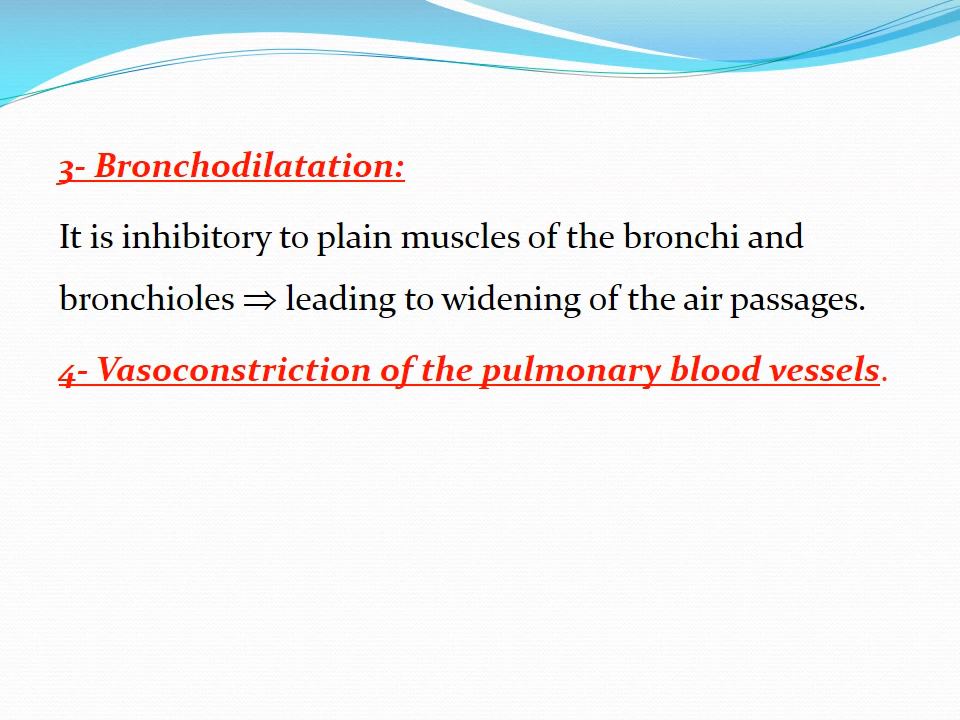 3- Bronchodilatation:
It is inhibitory to plain muscles of the bronchi and
bronchioles ⇒ leading to widening of the air passages.
4- Vasoconstriction of the pulmonary blood vessels.